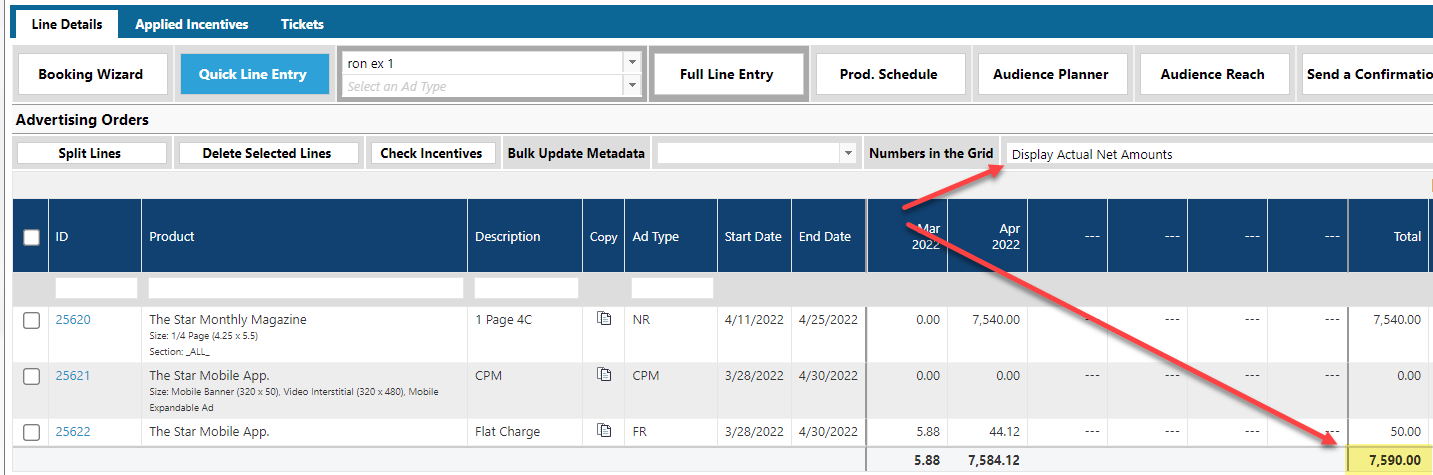 Line Details Applied Incentives Tickets
Booking Wizard Quick Line Entry ron ex 1 Full Line Entry Prod. Schedule Audience Planner Audience Reach Send a Confirmatio
Select an Ad Type
Advertising Orders
Split Lines Delete Selected Lines Check Incentives Bulk Update Metadata Numbers in the Grid Display Actual Net Amounts
ID Product Description Copy Ad Type Start Date End Date Mar 2022 Apr 2022 --- --- --- --- Total
25620 The Star Monthly Magazine 1 Page 4C NR 4/11/2022 4/25/2022 0.00 7,540.00 --- --- --- --- 7,540.00
Size: 1/4 Page (4.25 x 5.5)
Section: _ALL_
25621 The Star Mobile App. CPM CPM 3/28/2022 4/30/2022 0.00 0.00 --- --- --- --- 0.00
Size: Mobile Banner (320 x 50), Video Interstitial (320 x 480), Mobile
Expandable Ad
25622 The Star Mobile App. Flat Charge FR 3/28/2022 4/30/2022 5.88 44.12 --- --- --- --- 50.00
5.88 7,584.12 7,590.00